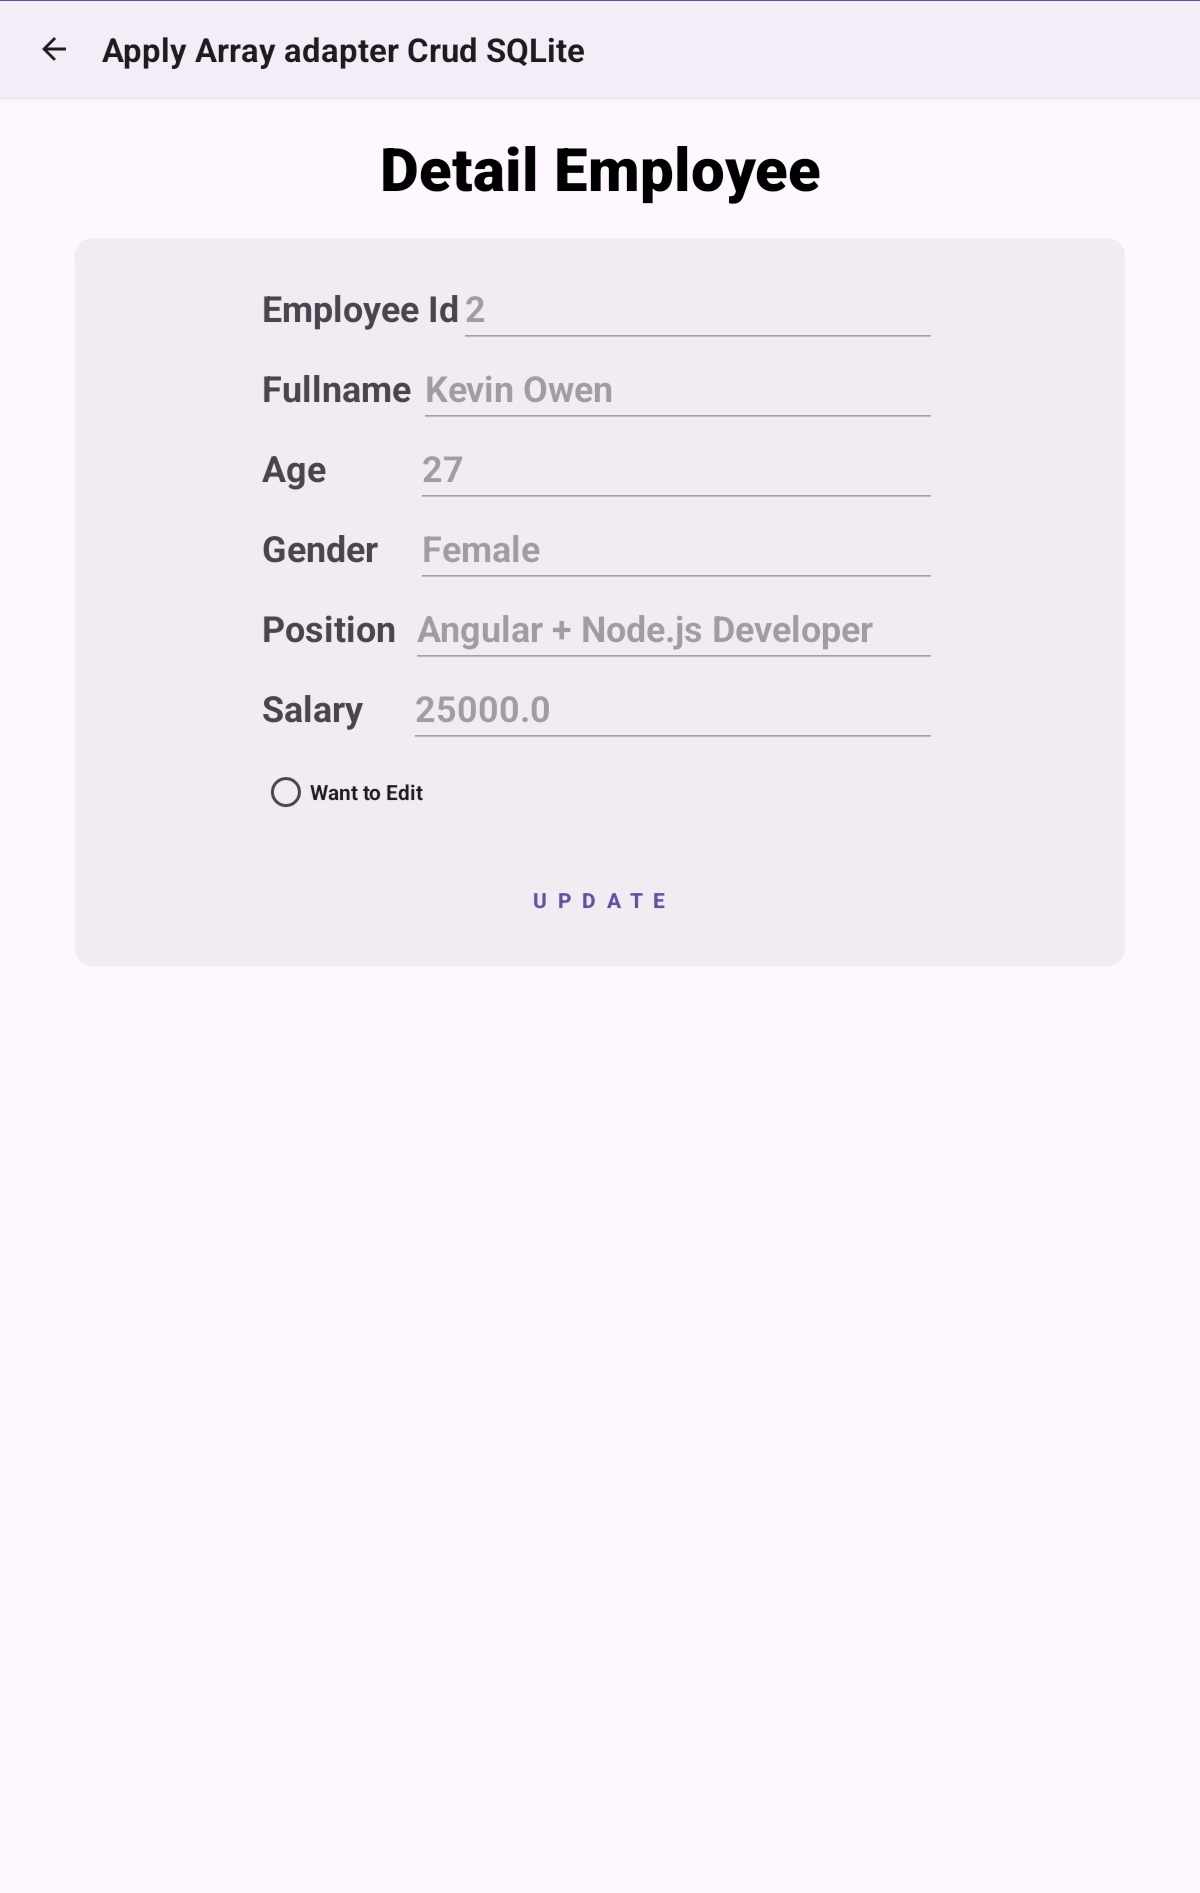 Apply Array adapter Crud SQLite
Detail Employee
Employee Id 2
Fullname Kevin Owen
Age 27
Gender Female
Position Angular + Node.js Developer
Salary 25000.0
Want to Edit
UPDATE